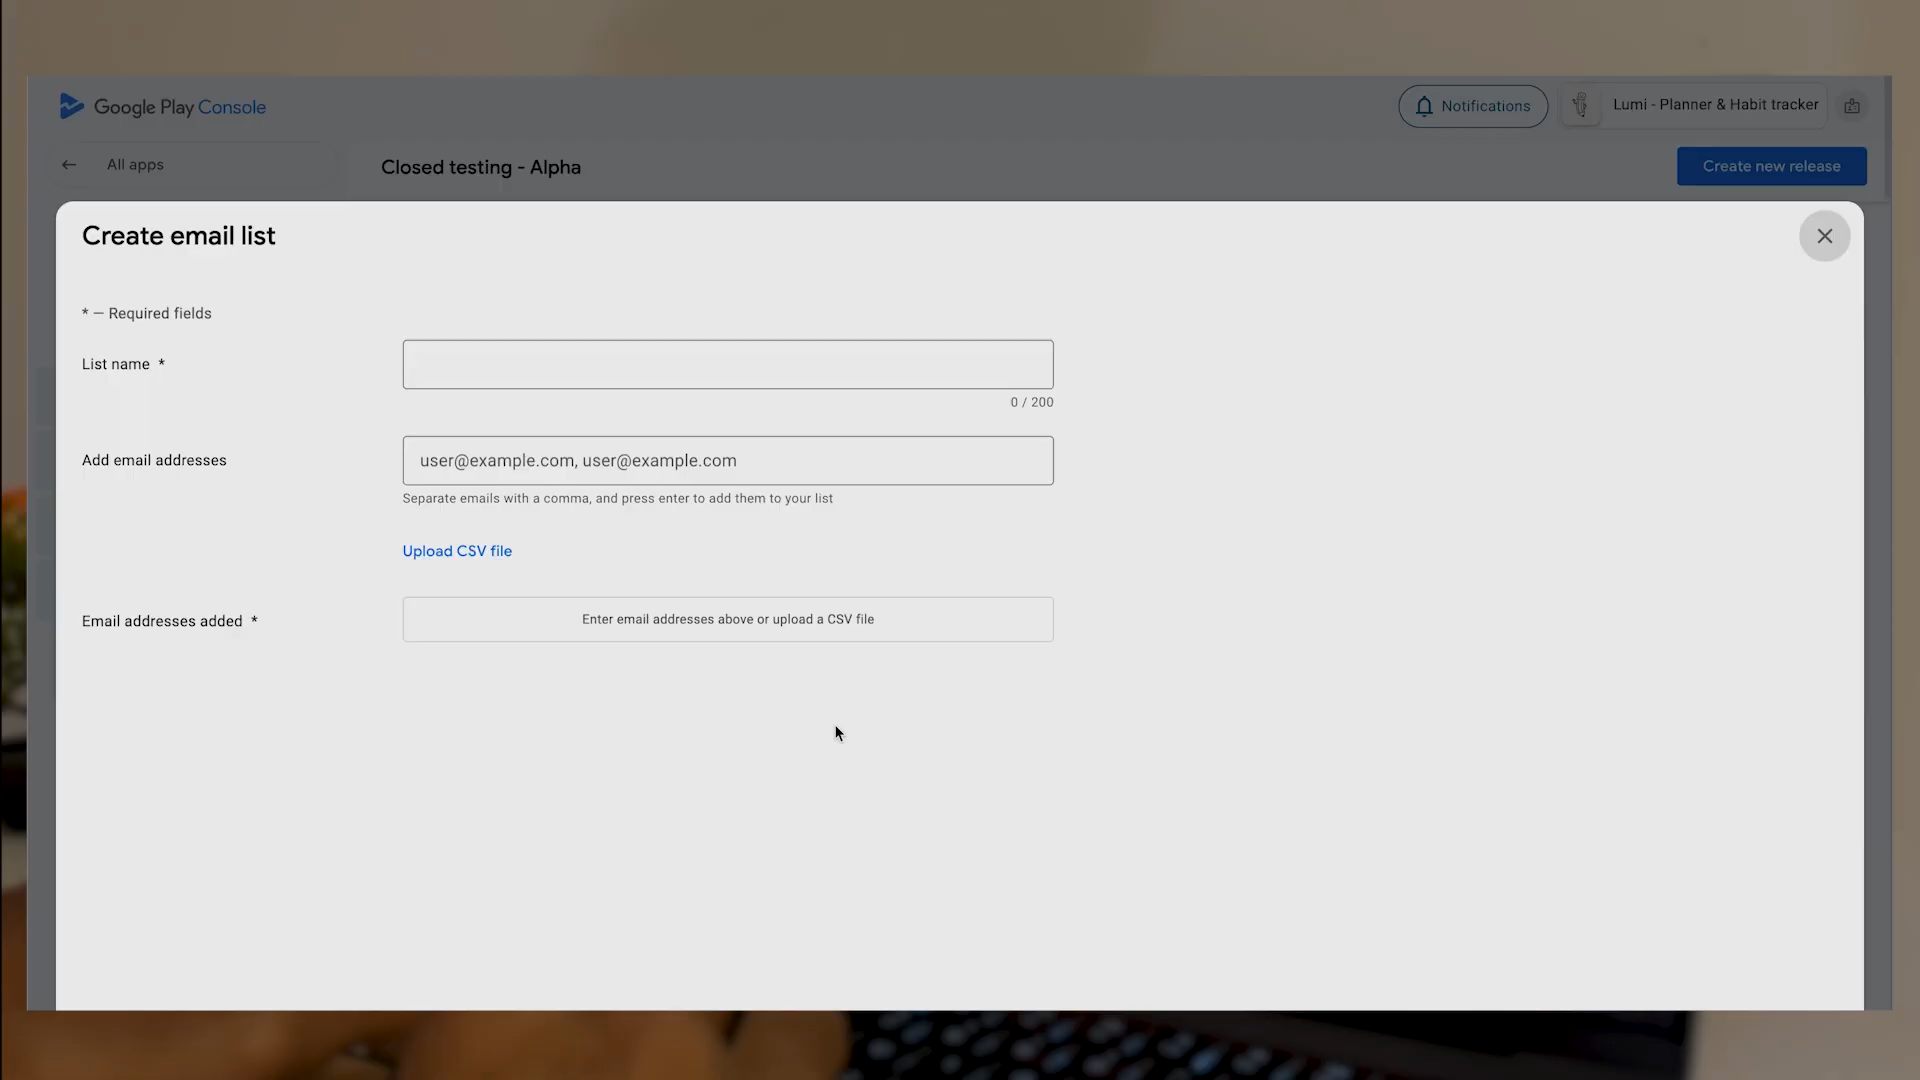 Google Play Console
Notifications
Lumi - Planner & Habit tracker
All apps
Closed testing - Alpha
Create new release
Create email list
* — Required fields
List name *
0 / 200
Add email addresses
user@example.com, user@example.com
Separate emails with a comma, and press enter to add them to your list
Upload CSV file
Email addresses added *
Enter email addresses above or upload a CSV file